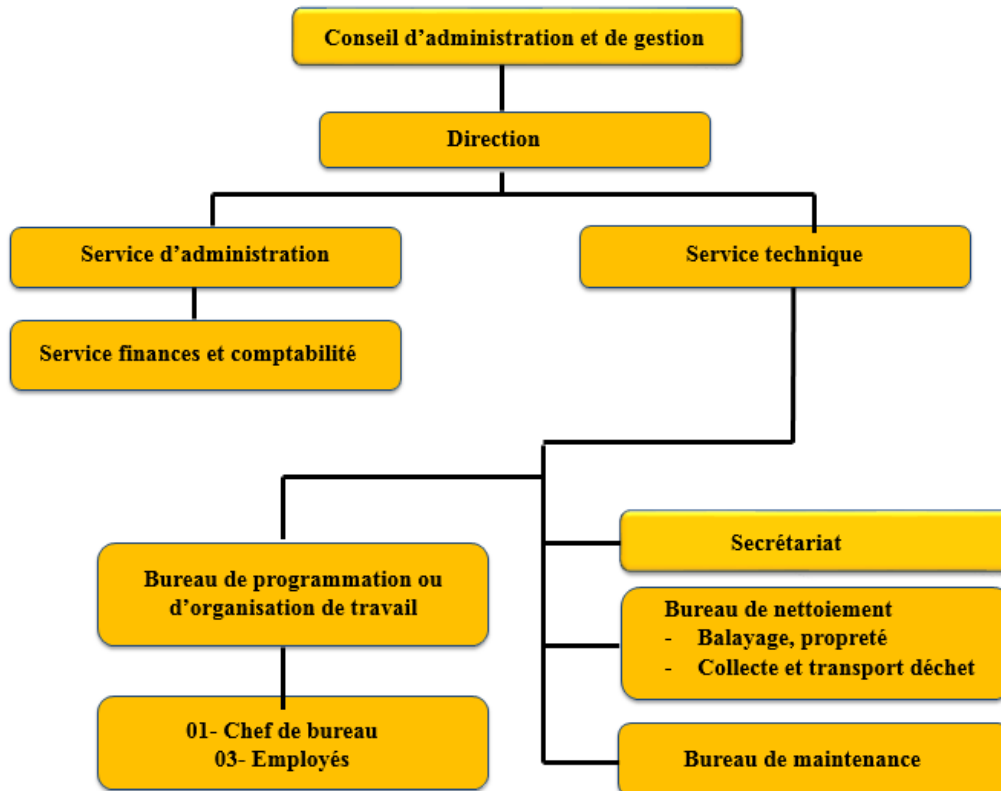 Conseil d’administration et de gestion
Direction
Service d’administration
Service technique
Service finances et comptabilité
Bureau de programmation ou
d’organisation de travail
01- Chef de bureau
03- Employés
Secrétariat
Bureau de nettoiement
- Balayage, propreté
- Collecte et transport déchet
Bureau de maintenance